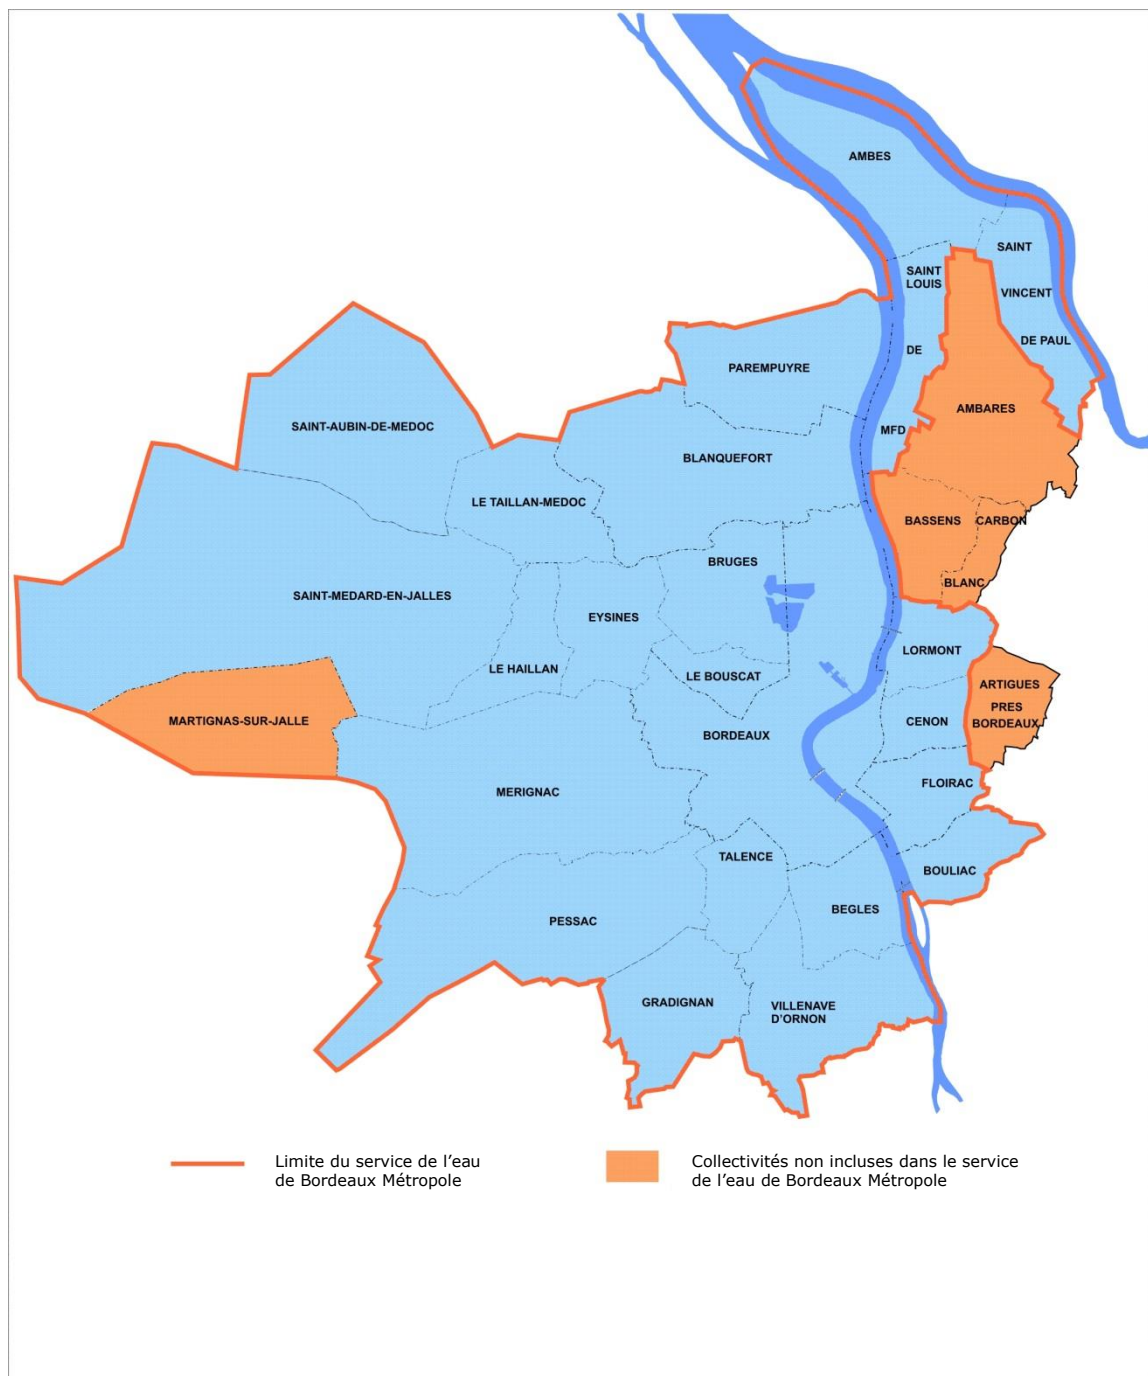 AMBES
SAINT
SAINT
LOUIS
VINCENT
DE
DE PAUL
PAREMPUYRE
AMBARES
SAINT-AUBIN-DE-MEDOC
MFD
BLANQUEFORT
LE TAILLAN-MEDOC
BASSENS
CARBON
BLANC
BRUGES
SAINT-MEDARD-EN-JALLES
EYSINES
LORMONT
LE HAILLAN
LE BOUSCAT
ARTIGUES
PRES
BORDEAUX
MARTIGNAS-SUR-JALLE
CENON
BORDEAUX
MERIGNAC
FLOIRAC
TALENCE
BOULIAC
PESSAC
BEGLES
GRADIGNAN
VILLENAVE
D'ORNON
Limite du service de l'eau
de Bordeaux Métropole
Collectivités non incluses dans le service
de l'eau de Bordeaux Métropole